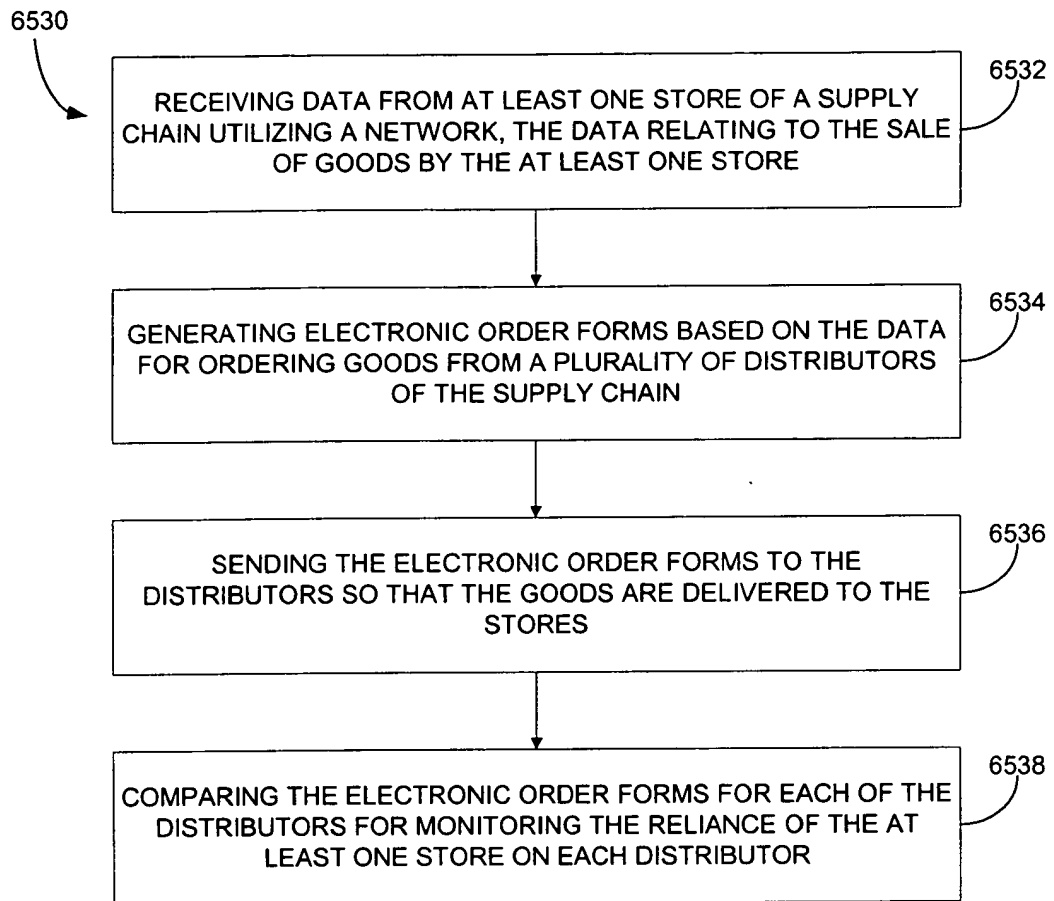 6530
6532
RECEIVING DATA FROM AT LEAST ONE STORE OF A SUPPLY
CHAIN UTILIZING A NETWORK, THE DATA RELATING TO THE SALE
OF GOODS BY THE AT LEAST ONE STORE
6534
GENERATING ELECTRONIC ORDER FORMS BASED ON THE DATA
FOR ORDERING GOODS FROM A PLURALITY OF DISTRIBUTORS
OF THE SUPPLY CHAIN
6536
SENDING THE ELECTRONIC ORDER FORMS TO THE
DISTRIBUTORS SO THAT THE GOODS ARE DELIVERED TO THE
STORES
6538
COMPARING THE ELECTRONIC ORDER FORMS FOR EACH OF THE
DISTRIBUTORS FOR MONITORING THE RELIANCE OF THE AT
LEAST ONE STORE ON EACH DISTRIBUTOR